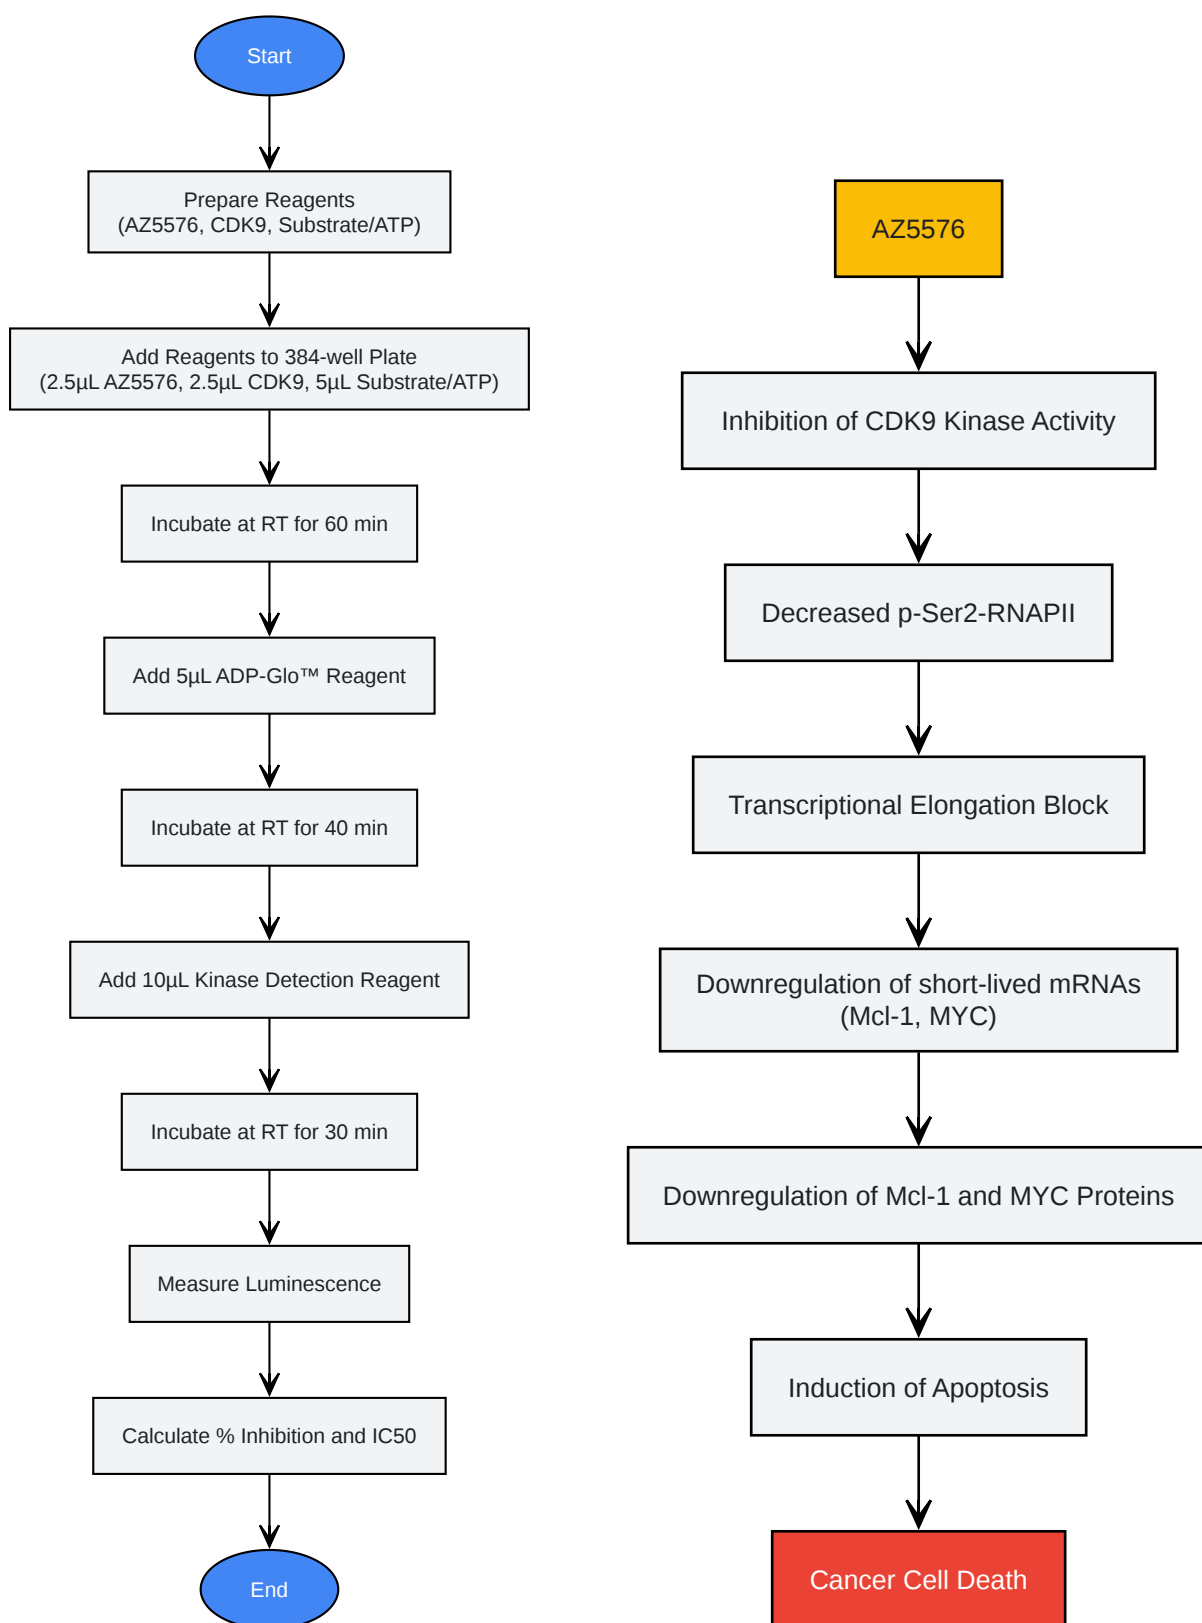 Start
Prepare Reagents
(AZ5576, CDK9, Substrate/ATP)
Add Reagents to 384-well Plate
(2.5µL AZ5576, 2.5µL CDK9, 5µL Substrate/ATP)
Incubate at RT for 60 min
Add 5µL ADP-Glo™ Reagent
Incubate at RT for 40 min
Add 10µL Kinase Detection Reagent
Incubate at RT for 30 min
Measure Luminescence
Calculate % Inhibition and IC50
End
AZ5576
Inhibition of CDK9 Kinase Activity
Decreased p-Ser2-RNAPII
Transcriptional Elongation Block
Downregulation of short-lived mRNAs
(Mcl-1, MYC)
Downregulation of Mcl-1 and MYC Proteins
Induction of Apoptosis
Cancer Cell Death